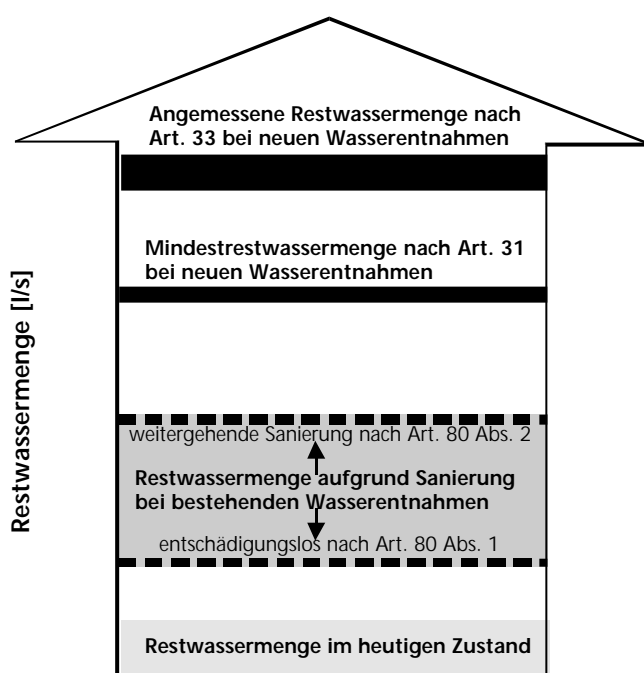 Angemessene Restwassermenge nach
Art. 33 bei neuen Wasserentnahmen
Mindestrestwassermenge nach Art. 31
bei neuen Wasserentnahmen
Restwassermenge [l/s]
weitergehende Sanierung nach Art. 80 Abs. 2
Restwassermenge aufgrund Sanierung
bei bestehenden Wasserentnahmen
entschädigungslos nach Art. 80 Abs. 1
Restwassermenge im heutigen Zustand